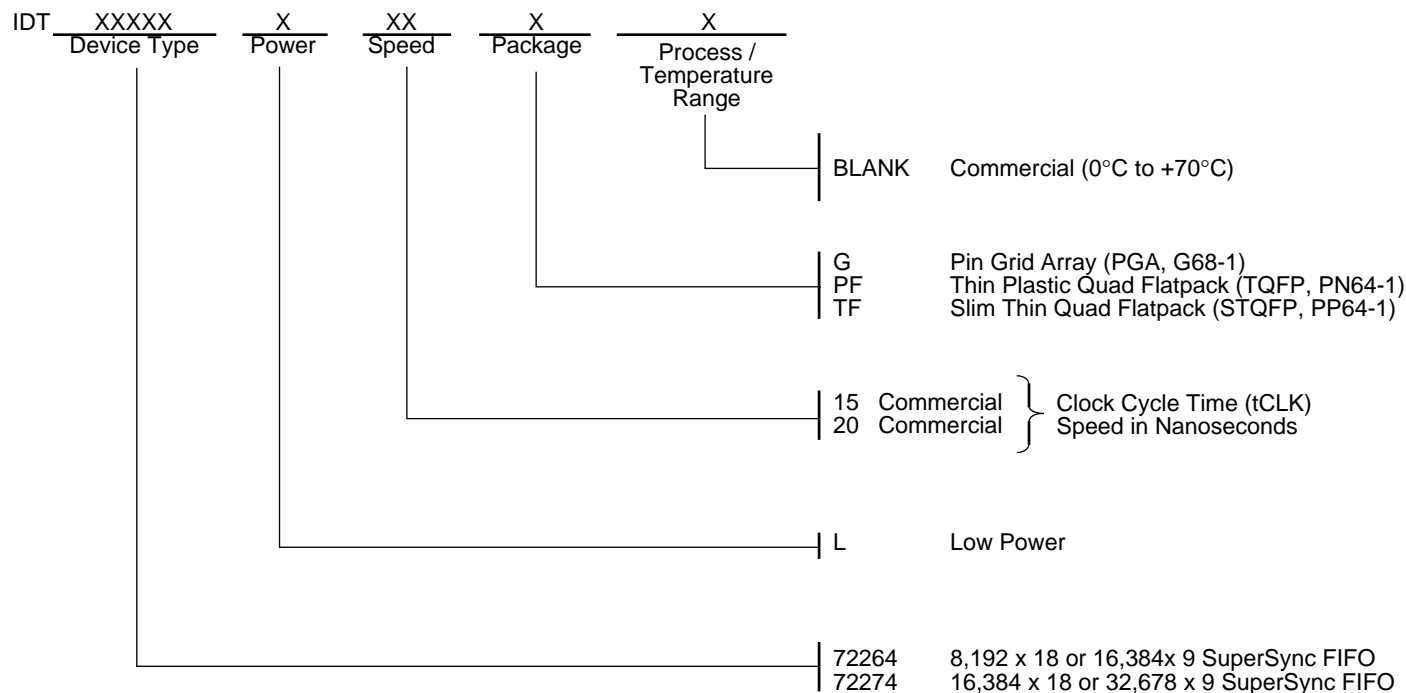 IDT XXXXX X XX X X
Device Type Power Speed Package Process /
Temperature
Range
BLANK Commercial (0°C to +70°C)
G Pin Grid Array (PGA, G68-1)
PF Thin Plastic Quad Flatpack (TQFP, PN64-1)
TF Slim Thin Quad Flatpack (STQFP, PP64-1)
15 Commercial Clock Cycle Time (tCLK)
20 Commercial Speed in Nanoseconds
L Low Power
72264 8,192 x 18 or 16,384x 9 SuperSync FIFO
72274 16,384 x 18 or 32,678 x 9 SuperSync FIFO